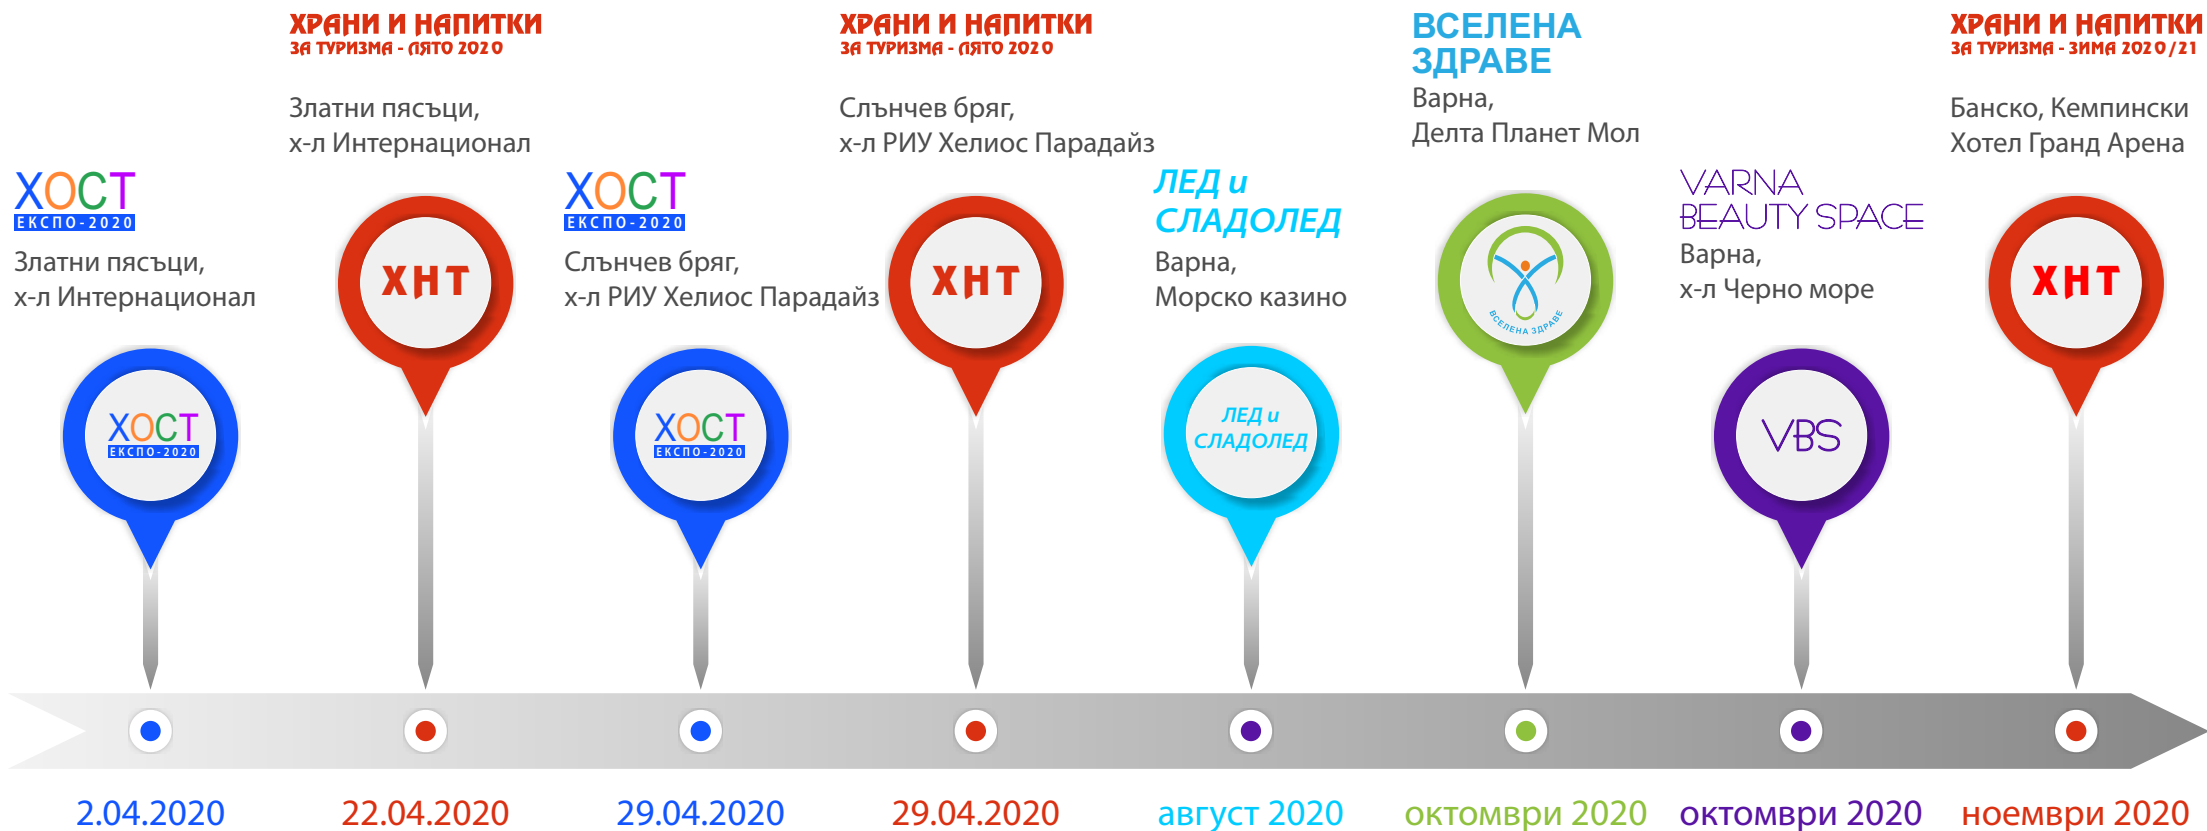 ХРАНИ И НАПИТКИ
ЗА ТУРИЗМА - ЛЯТО 2020
Златни пясъци,
х-л Интернационал
ХРАНИ И НАПИТКИ
ЗА ТУРИЗМА - ЛЯТО 2020
Слънчев бряг,
х-л РИУ Хелиос Парадайз
ВСЕЛЕНА
ЗДРАВЕ
Варна,
Делта Планет Мол
ХРАНИ И НАПИТКИ
ЗА ТУРИЗМА - ЗИМА 2020/21
Банско, Кемпински
Хотел Гранд Арена
ХОСТ
ЕКСПО-2020
Златни пясъци,
х-л Интернационал
ХОСТ
ЕКСПО-2020
Слънчев бряг,
х-л РИУ Хелиос Парадайз
ЛЕД и
СЛАДОЛЕД
Варна,
Морско казино
VARNA
BEAUTY SPACE
Варна,
х-л Черно море
ХНТ
ХНТ
ВСЕЛЕНА ЗДРАВЕ
ХНТ
ХОСТ
ЕКСПО-2020
ХОСТ
ЕКСПО-2020
ЛЕД и
СЛАДОЛЕД
VBS
2.04.2020
22.04.2020
29.04.2020
29.04.2020
август 2020
октомври 2020
октомври 2020
ноември 2020